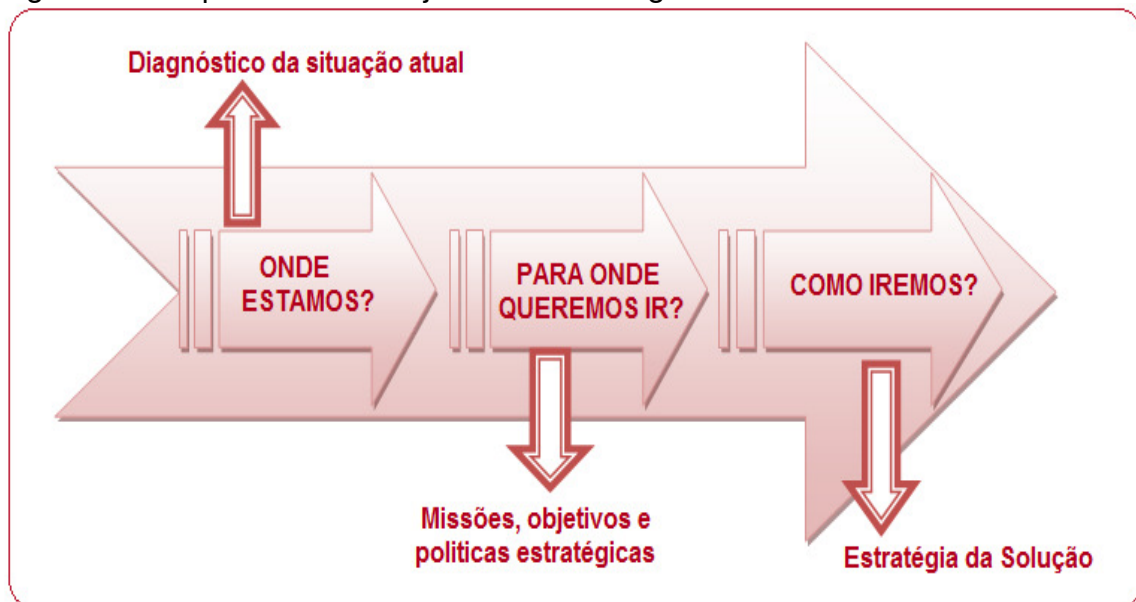 Diagnóstico da situação atual
ONDE
ESTAMOS?
PARA ONDE
QUEREMOS IR?
COMO IREMOS?
Missões, objetivos e
politicas estratégicas
Estratégia da Solução